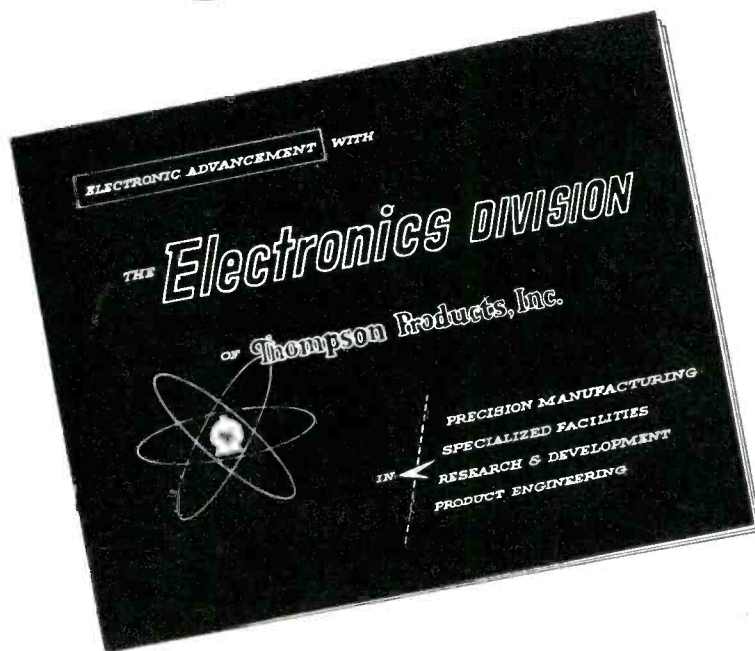 ELECTRONIC ADVANCEMENT WITH
THE Electronics DIVISION
OF Thompson Products, Inc.
IN
PRECISION MANUFACTURING
SPECIALIZED FACILITIES
RESEARCH & DEVELOPMENT
PRODUCT ENGINEERING